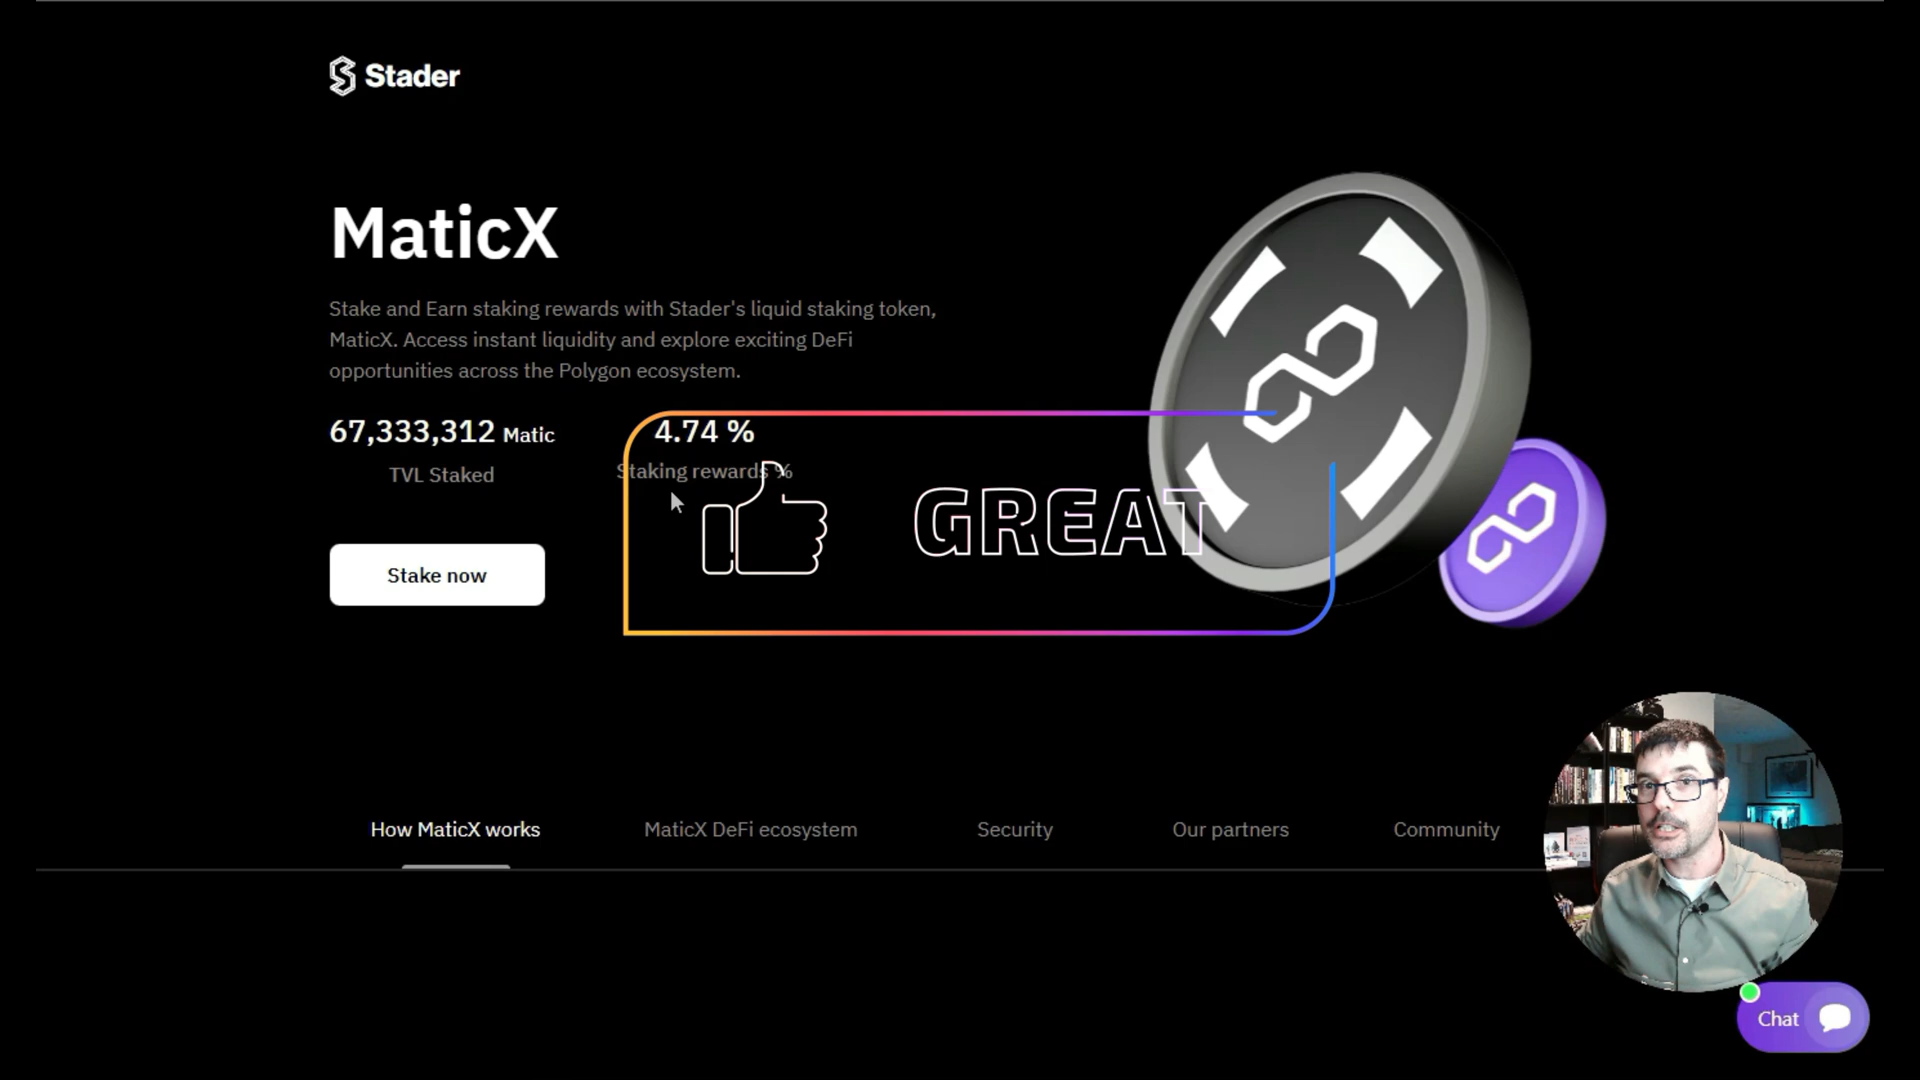 Stader
MaticX
Stake and Earn staking rewards with Stader's liquid staking token,
MaticX. Access instant liquidity and explore exciting DeFi
opportunities across the Polygon ecosystem.
67,333,312 Matic
TVL Staked
4.74 %
Staking rewards %
GREAT
Stake now
How MaticX works
MaticX DeFi ecosystem
Security
Our partners
Community
Chat